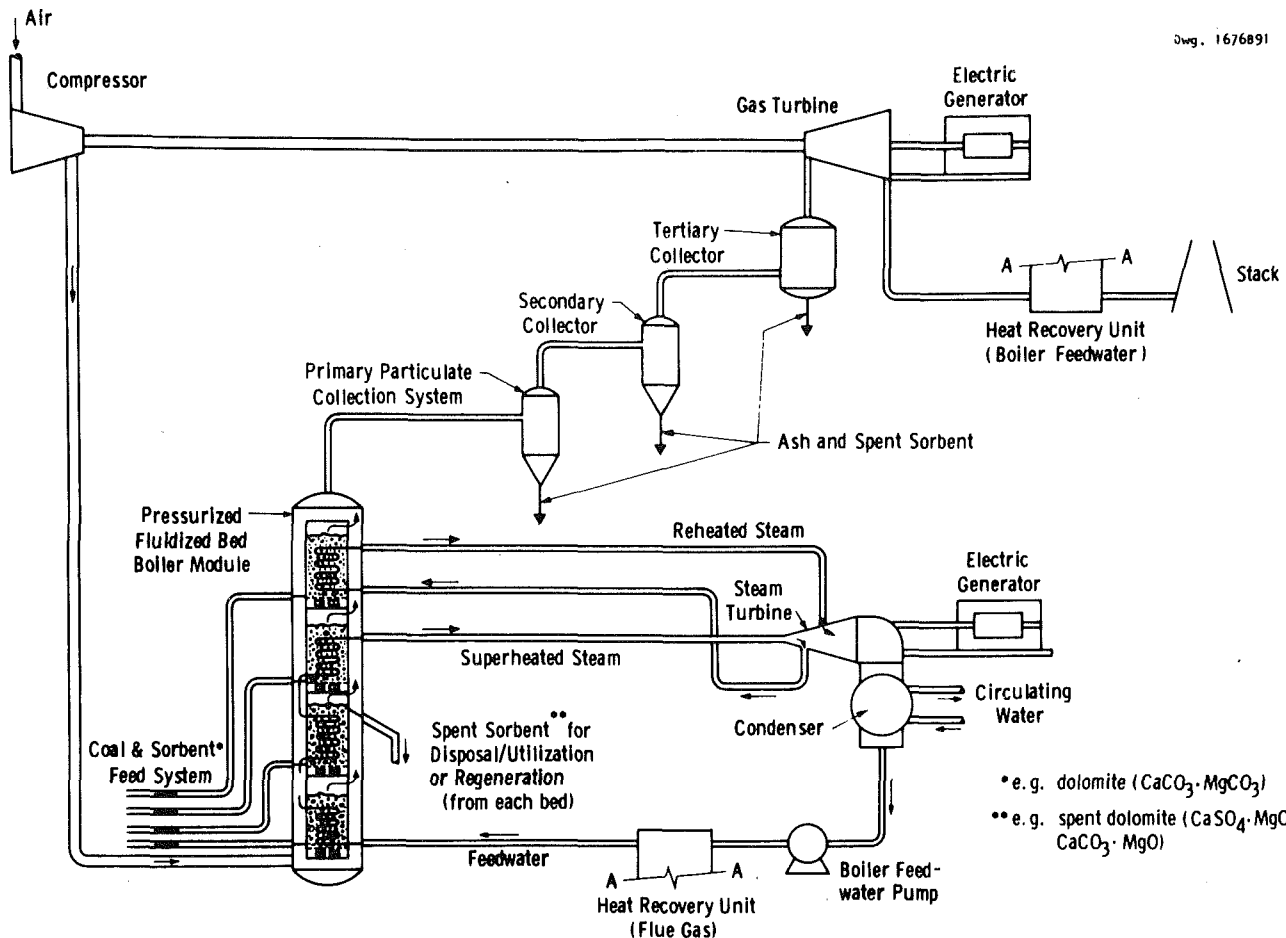 Air
Dwg. 1676891
Compressor
Electric
Generator
Gas Turbine
Tertiary
Collector
A A
Stack
Heat Recovery Unit
(Boiler Feedwater)
Secondary
Collector
Primary Particulate
Collection System
Ash and Spent Sorbent
Pressurized
Fluidized Bed
Boiler Module
Reheated Steam
Electric
Generator
Steam
Turbine
Superheated Steam
Circulating
Water
Condenser
Spent Sorbent** for
Disposal/Utilization
or Regeneration
(from each bed)
Coal & Sorbent*
Feed System
* e.g. dolomite (CaCO₃·MgCO₃)
** e.g. spent dolomite (CaSO₄·MgO
CaCO₃·MgO)
Feedwater
A A
Boiler Feed-
water Pump
Heat Recovery Unit
(Flue Gas)